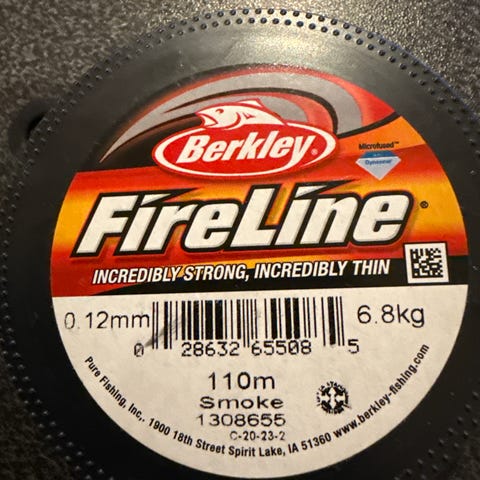 Berkley
Microfused™
Dyneema®
FireLine®
INCREDIBLY STRONG, INCREDIBLY THIN
0.12mm
6.8kg
0 28632 65508 5
110m
Smoke
1308655
C-20-23-2
Pure Fishing, Inc., 1900 18th Street Spirit Lake, IA 51360 www.berkley-fishing.com